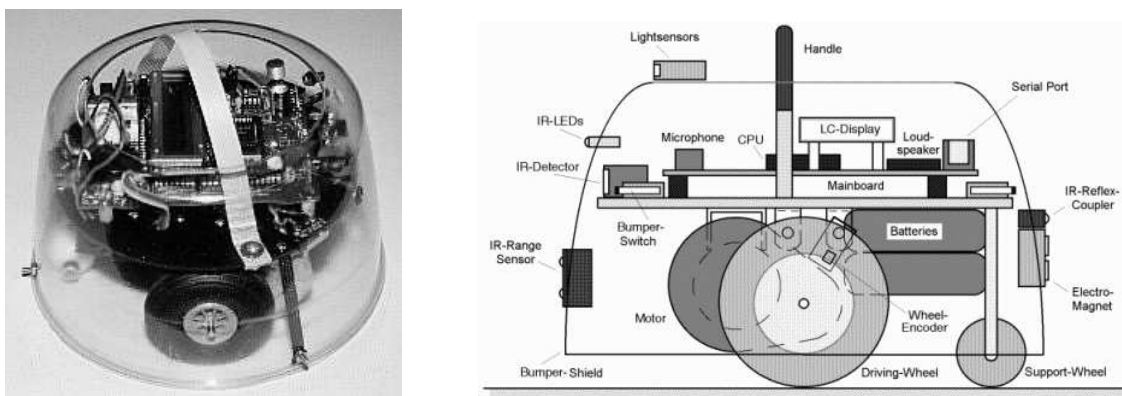 Lightsensors
Handle
Serial Port
IR-LEDs
Microphone
CPU
LC-Display
Loud-
speaker
IR-Detector
Mainboard
IR-Reflex-
Coupler
Bumper-
Switch
Batteries
IR-Range
Sensor
Electro-
Magnet
Motor
Wheel-
Encoder
Bumper-Shield
Driving-Wheel
Support-Wheel